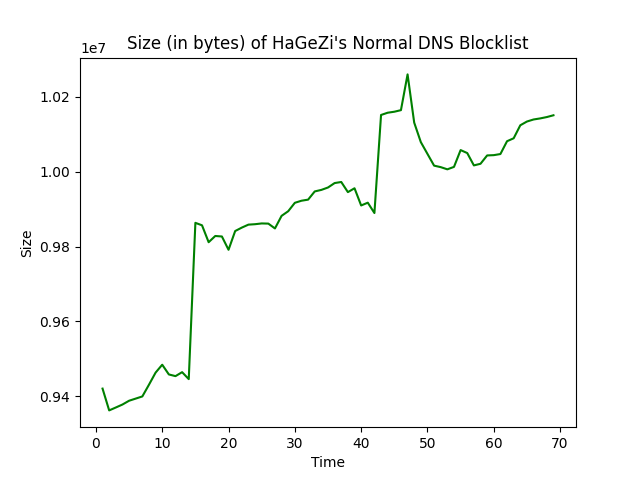 Size (in bytes) of HaGeZi's Normal DNS Blocklist
1e7
1.02
1.00
0.98
0.96
0.94
Size
0 10 20 30 40 50 60 70
Time